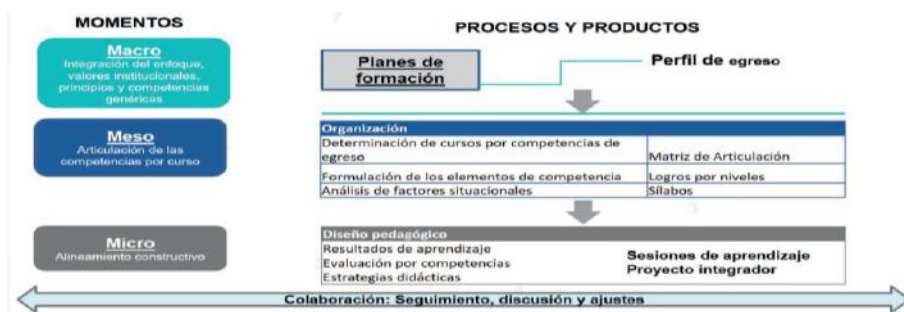 MOMENTOS
PROCESOS Y PRODUCTOS
Macro
Integración del enfoque,
valores institucionales,
principios y competencias
genéricas
Planes de
formación
Perfil de egreso
Meso
Articulación de las
competencias por curso
Organización
Determinación de cursos por competencias de
egreso
Matriz de Articulación
Formulación de los elementos de competencia
Logros por niveles
Análisis de factores situacionales
Sílabos
Micro
Alineamiento constructivo
Diseño pedagógico
Resultados de aprendizaje
Evaluación por competencias
Estrategias didácticas
Sesiones de aprendizaje
Proyecto integrador
Colaboración: Seguimiento, discusión y ajustes